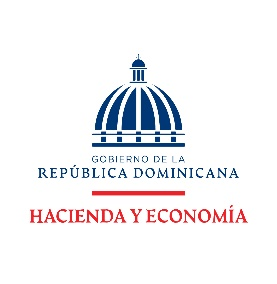 GOBIERNO DE LA
REPÚBLICA DOMINICANA
HACIENDA Y ECONOMÍA